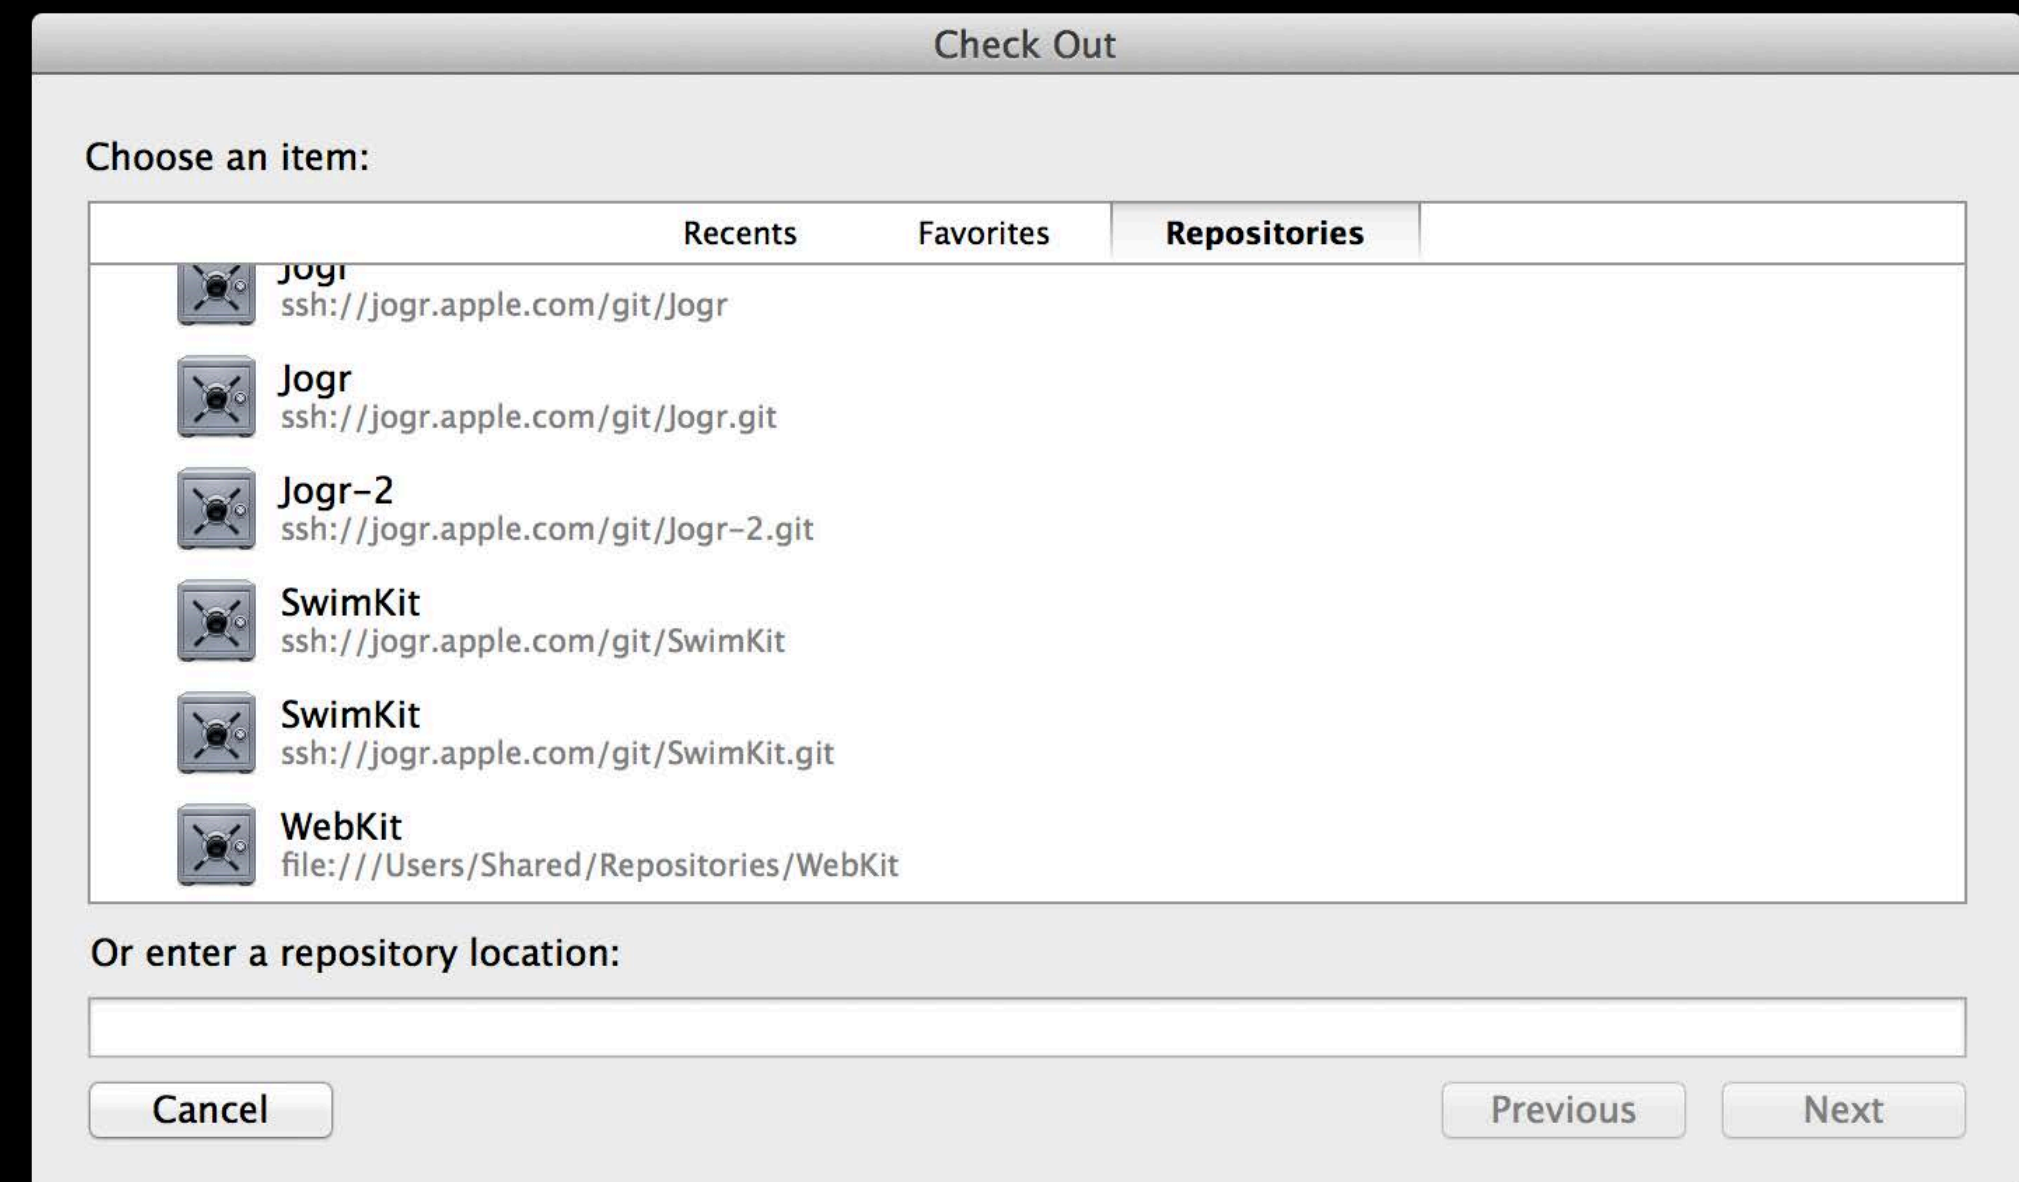 Check Out
Choose an item:
Recents Favorites Repositories
Jogr
ssh://jogr.apple.com/git/Jogr
Jogr
ssh://jogr.apple.com/git/Jogr.git
Jogr-2
ssh://jogr.apple.com/git/Jogr-2.git
SwimKit
ssh://jogr.apple.com/git/SwimKit
SwimKit
ssh://jogr.apple.com/git/SwimKit.git
WebKit
file:///Users/Shared/Repositories/WebKit
Or enter a repository location:
Cancel Previous Next